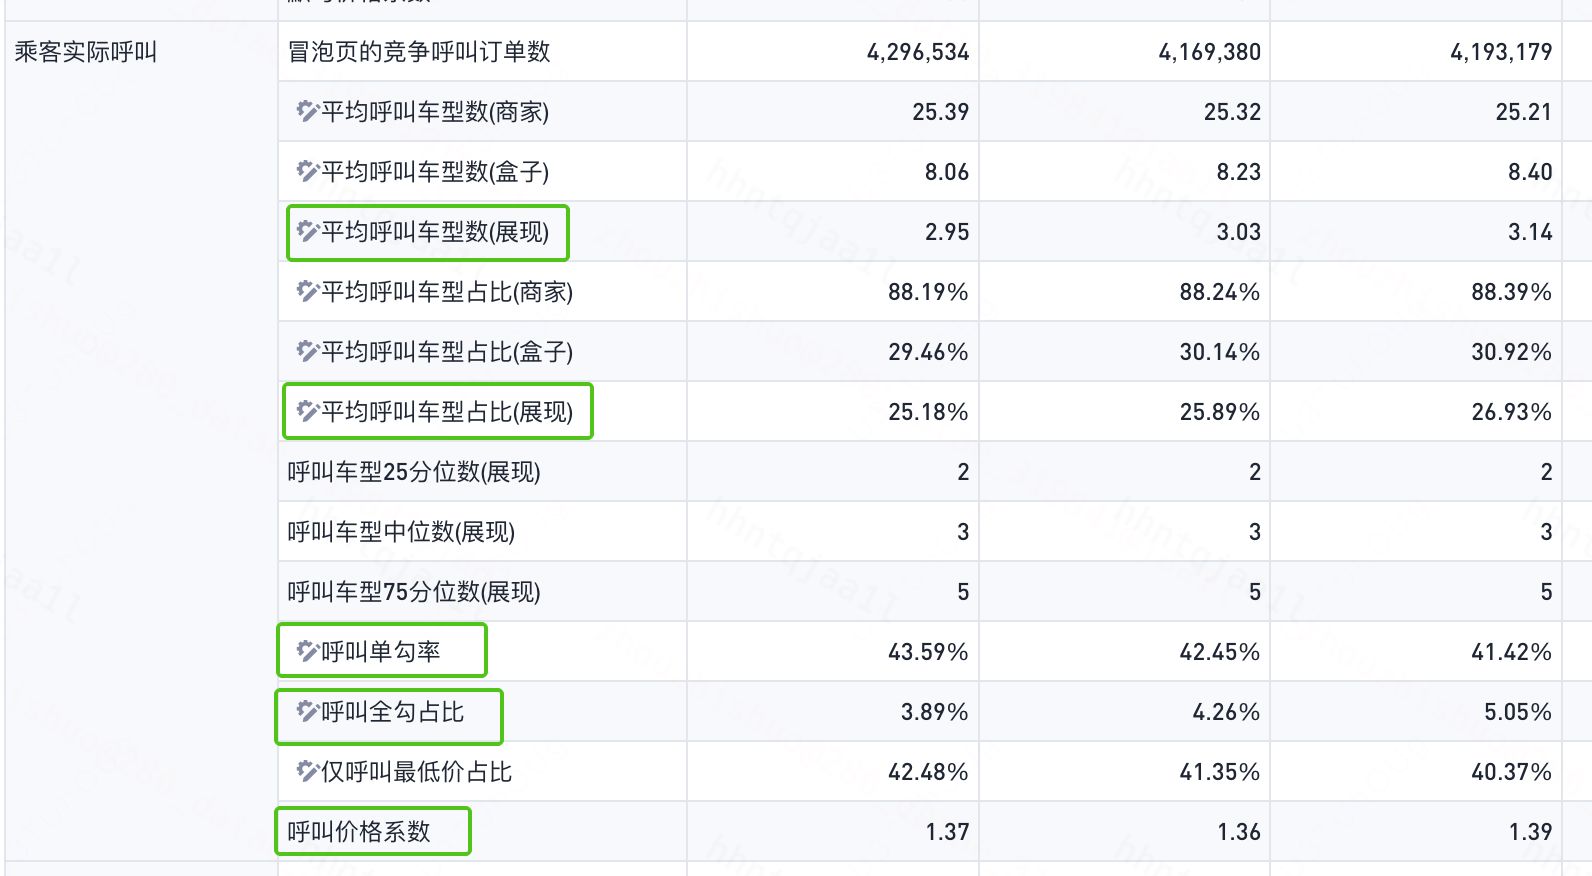 乘客实际呼叫
冒泡页的竞争呼叫订单数 4,296,534 4,169,380 4,193,179
平均呼叫车型数(商家) 25.39 25.32 25.21
平均呼叫车型数(盒子) 8.06 8.23 8.40
平均呼叫车型数(展现) 2.95 3.03 3.14
平均呼叫车型占比(商家) 88.19% 88.24% 88.39%
平均呼叫车型占比(盒子) 29.46% 30.14% 30.92%
平均呼叫车型占比(展现) 25.18% 25.89% 26.93%
呼叫车型25分位数(展现) 2 2 2
呼叫车型中位数(展现) 3 3 3
呼叫车型75分位数(展现) 5 5 5
呼叫单勾率 43.59% 42.45% 41.42%
呼叫全勾占比 3.89% 4.26% 5.05%
仅呼叫最低价占比 42.48% 41.35% 40.37%
呼叫价格系数 1.37 1.36 1.39